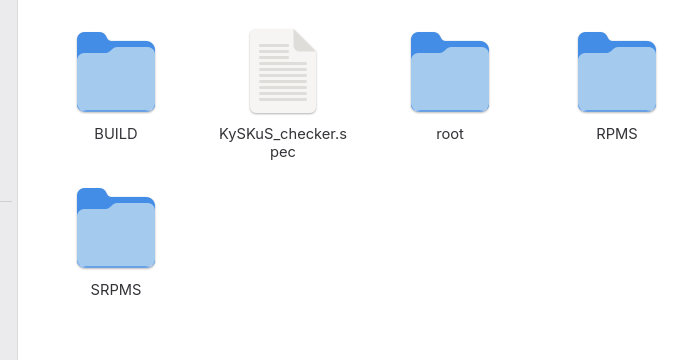 BUILD
KySKuS_checker.s
pec
root
RPMS
SRPMS